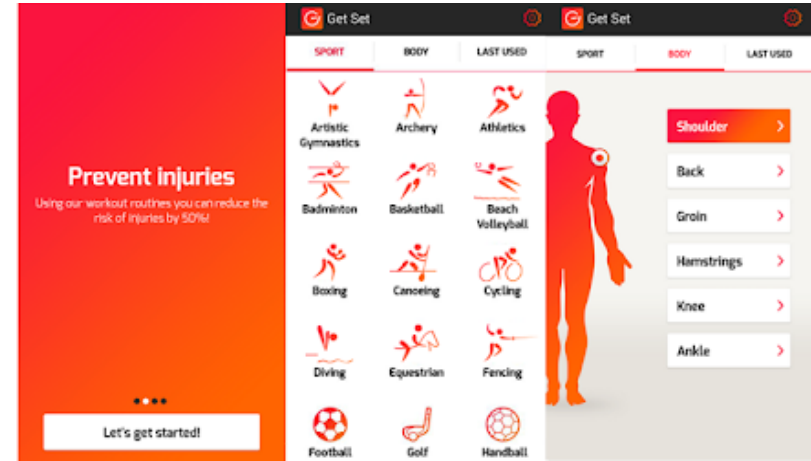 Prevent injuries
Using our workout routines you can reduce the
risk of injuries by 50%!
Let's get started!
Get Set
SPORT BODY LAST USED
Artistic
Gymnastics
Archery
Athletics
Badminton
Basketball
Beach
Volleyball
Boxing
Canoeing
Cycling
Diving
Equestrian
Fencing
Football
Golf
Handball
Get Set
SPORT BODY LAST USED
Shoulder
Back
Groin
Hamstrings
Knee
Ankle